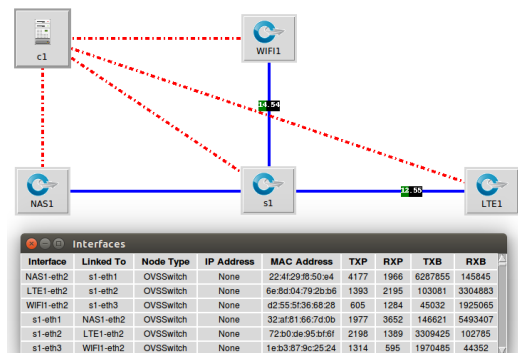 c1
WIFI1
14.54
NAS1
s1
12.55
LTE1
Interfaces
Interface Linked To Node Type IP Address MAC Address TXP RXP TXB RXB
NAS1-eth2 s1-eth1 OVSSwitch None 22:4f:29:f8:50:e4 4177 1966 6287855 145845
LTE1-eth2 s1-eth2 OVSSwitch None 6e:8d:04:79:2b:b6 1393 2195 103081 3304883
WIFI1-eth2 s1-eth3 OVSSwitch None d2:55:5f:36:68:28 605 1284 45032 1925065
s1-eth1 NAS1-eth2 OVSSwitch None 32:af:81:66:7d:0b 1977 3652 146621 5493407
s1-eth2 LTE1-eth2 OVSSwitch None 72:b0:de:95:bf:6f 2198 1389 3309425 102785
s1-eth3 WIFI1-eth2 OVSSwitch None 1e:b3:87:9c:25:24 1314 595 1970485 44352